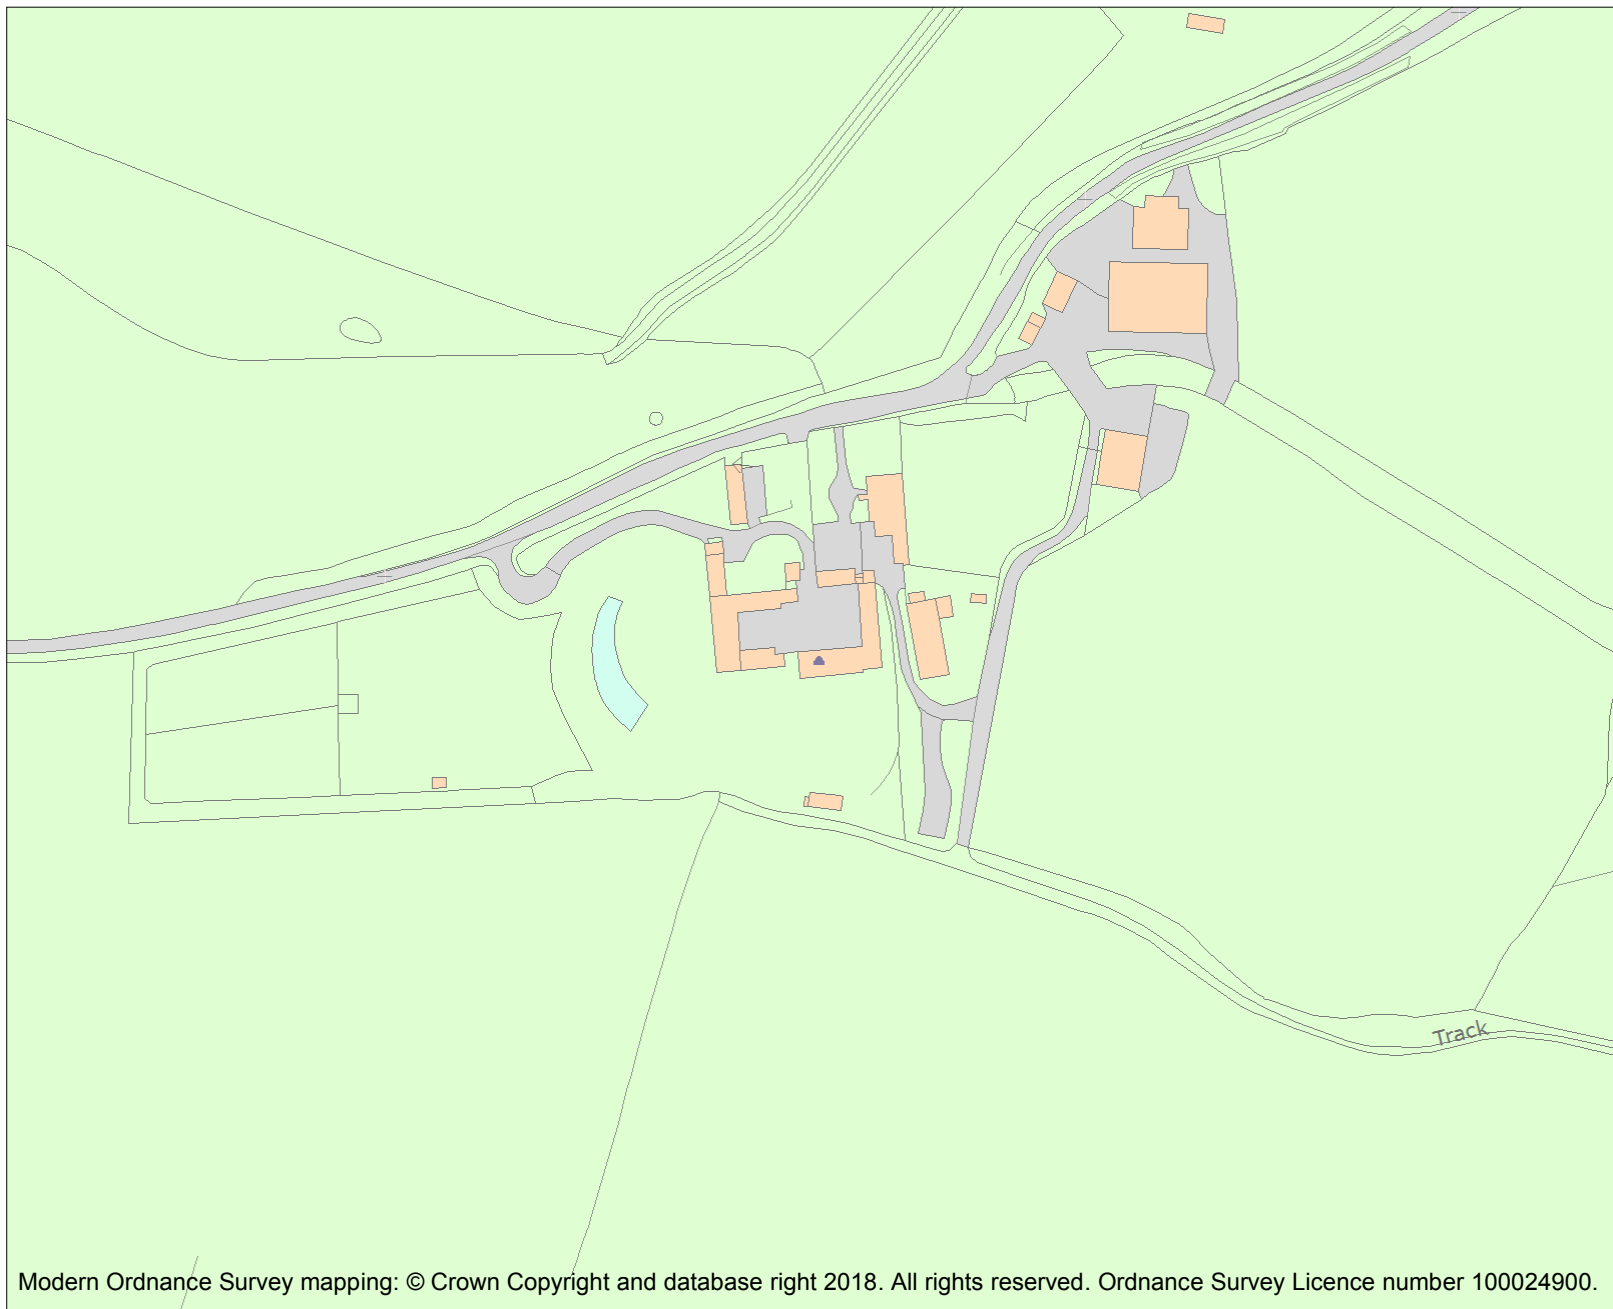 Track
Modern Ordnance Survey mapping: © Crown Copyright and database right 2018. All rights reserved. Ordnance Survey Licence number 100024900.